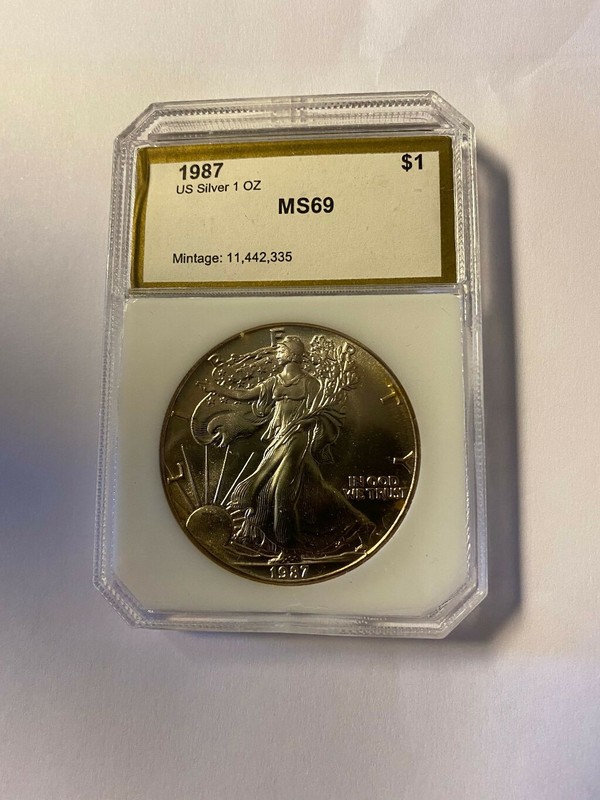 1987
$1
US Silver 1 OZ
MS69
Mintage: 11,442,335
LIBERTY
IN GOD
WE TRUST
1987